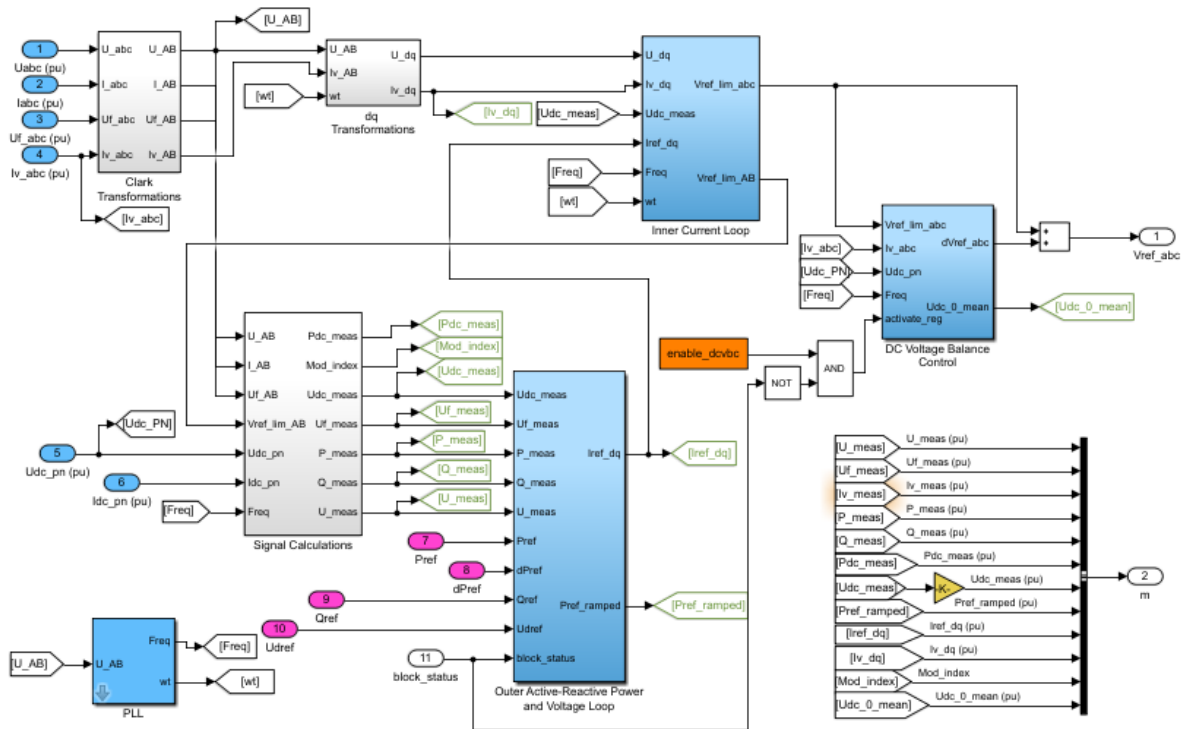 [U_AB]
1
Uabc (pu)
2
Iabc (pu)
3
Uf_abc (pu)
4
Iv_abc (pu)
U_abc
U_AB
I_abc
I_AB
Uf_abc
Uf_AB
Iv_abc
Iv_AB
Clark
Transformations
[Iv_abc]
U_AB
U_dq
Iv_AB
wt
Iv_dq
[wt]
dq
Transformations
[Iv_dq]
[Udc_meas]
[Freq]
[wt]
U_dq
Iv_dq
Vref_lim_abc
Udc_meas
Iref_dq
Freq
Vref_lim_AB
wt
Inner Current Loop
[Iv_abc]
[Udc_PN]
[Freq]
Vref_lim_abc
dVref_abc
Iv_abc
Udc_pn
Freq
Udc_0_mean
activate_reg
DC Voltage Balance
Control
+
+
1
Vref_abc
[Udc_0_mean]
enable_dcvbc
NOT
AND
U_AB
Pdc_meas
I_AB
Mod_index
Uf_AB
Udc_meas
Vref_lim_AB
Uf_meas
Udc_pn
P_meas
Idc_pn
Q_meas
Freq
U_meas
Signal Calculations
[Udc_PN]
5
Udc_pn (pu)
6
Idc_pn (pu)
[Freq]
[Pdc_meas]
[Mod_index]
[Udc_meas]
[Uf_meas]
[P_meas]
[Q_meas]
[U_meas]
7
Pref
8
dPref
9
Qref
10
Udref
11
block_status
Udc_meas
Uf_meas
P_meas
Iref_dq
Q_meas
U_meas
Pref
dPref
Qref
Pref_ramped
Udref
block_status
Outer Active-Reactive Power
and Voltage Loop
[Iref_dq]
[Pref_ramped]
[U_AB]
Freq
U_AB
wt
PLL
[Freq]
[wt]
[U_meas]
U_meas (pu)
[Uf_meas]
Uf_meas (pu)
[Iv_meas]
Iv_meas (pu)
[P_meas]
P_meas (pu)
[Q_meas]
Q_meas (pu)
[Pdc_meas]
Pdc_meas (pu)
[Udc_meas]
-K-
Udc_meas (pu)
[Pref_ramped]
Pref_ramped (pu)
[Iref_dq]
Iref_dq (pu)
[Iv_dq]
Iv_dq (pu)
[Mod_index]
Mod_index
[Udc_0_mean]
Udc_0_mean (pu)
2
m